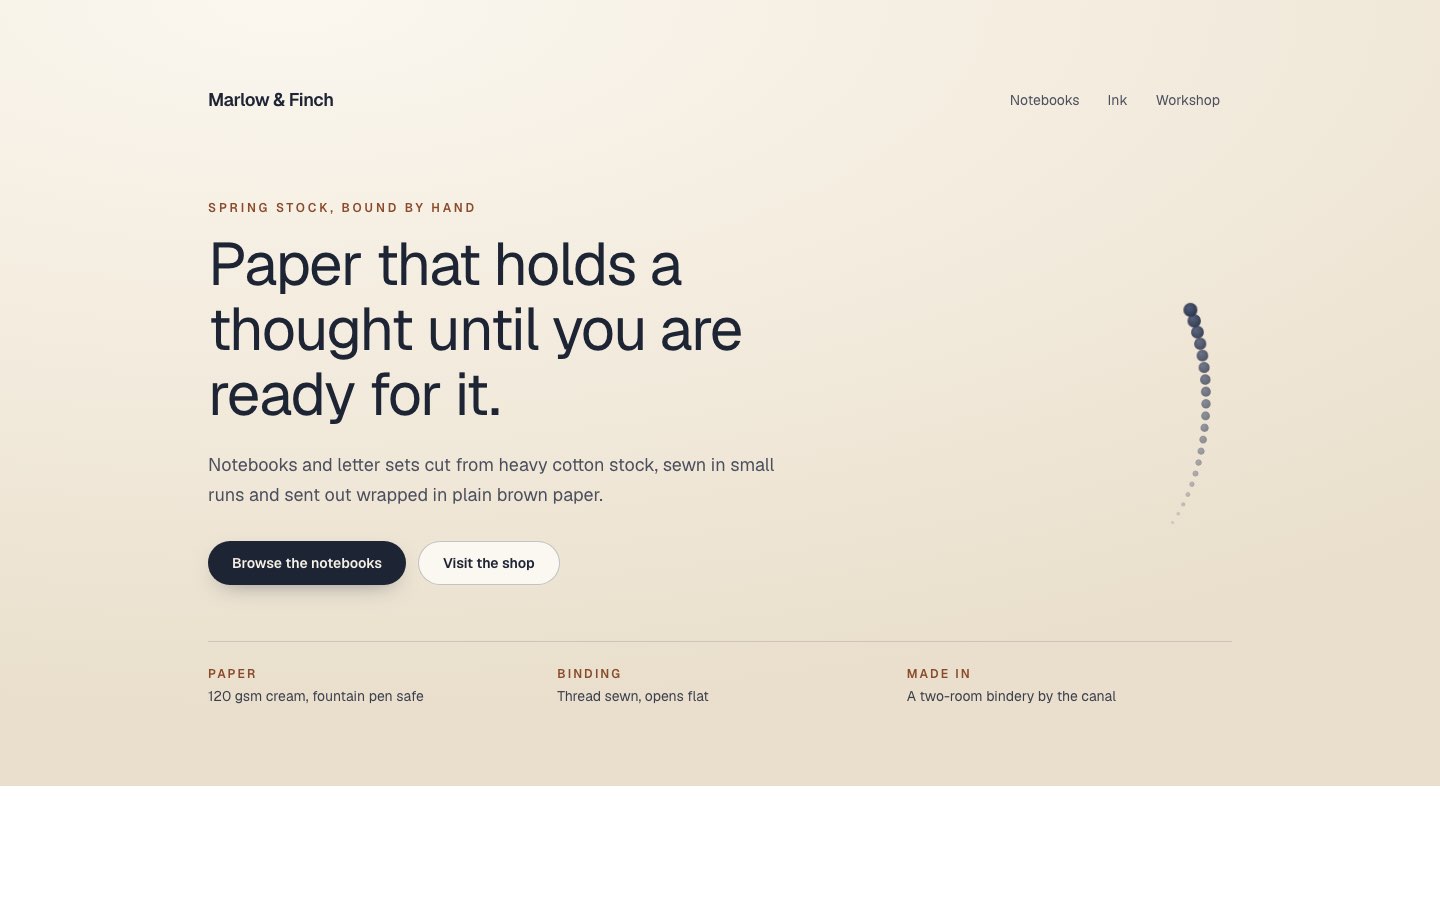 Marlow & Finch
Notebooks Ink Workshop
SPRING STOCK, BOUND BY HAND
Paper that holds a
thought until you are
ready for it.
Notebooks and letter sets cut from heavy cotton stock, sewn in small
runs and sent out wrapped in plain brown paper.
Browse the notebooks Visit the shop
PAPER BINDING MADE IN
120 gsm cream, fountain pen safe Thread sewn, opens flat A two-room bindery by the canal